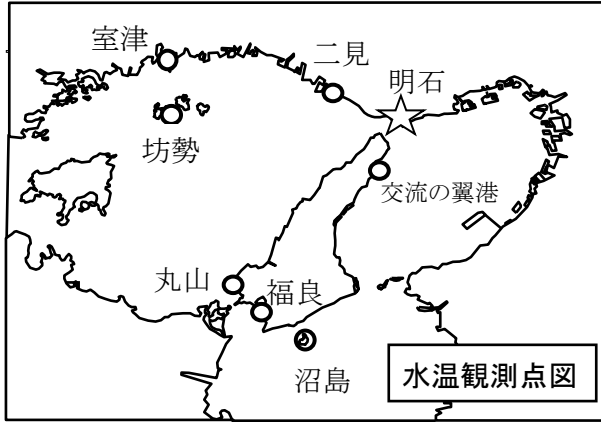 室津
二見
明石
坊勢
交流の翼港
丸山
福良
沼島
水温観測点図